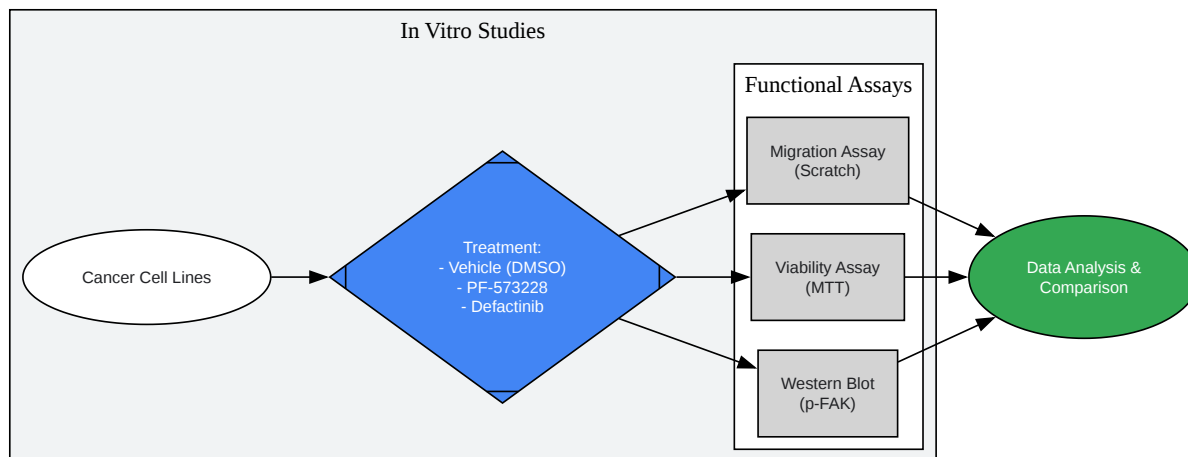 In Vitro Studies
Functional Assays
Cancer Cell Lines
Treatment:
- Vehicle (DMSO)
- PF-573228
- Defactinib
Migration Assay
(Scratch)
Viability Assay
(MTT)
Western Blot
(p-FAK)
Data Analysis &
Comparison